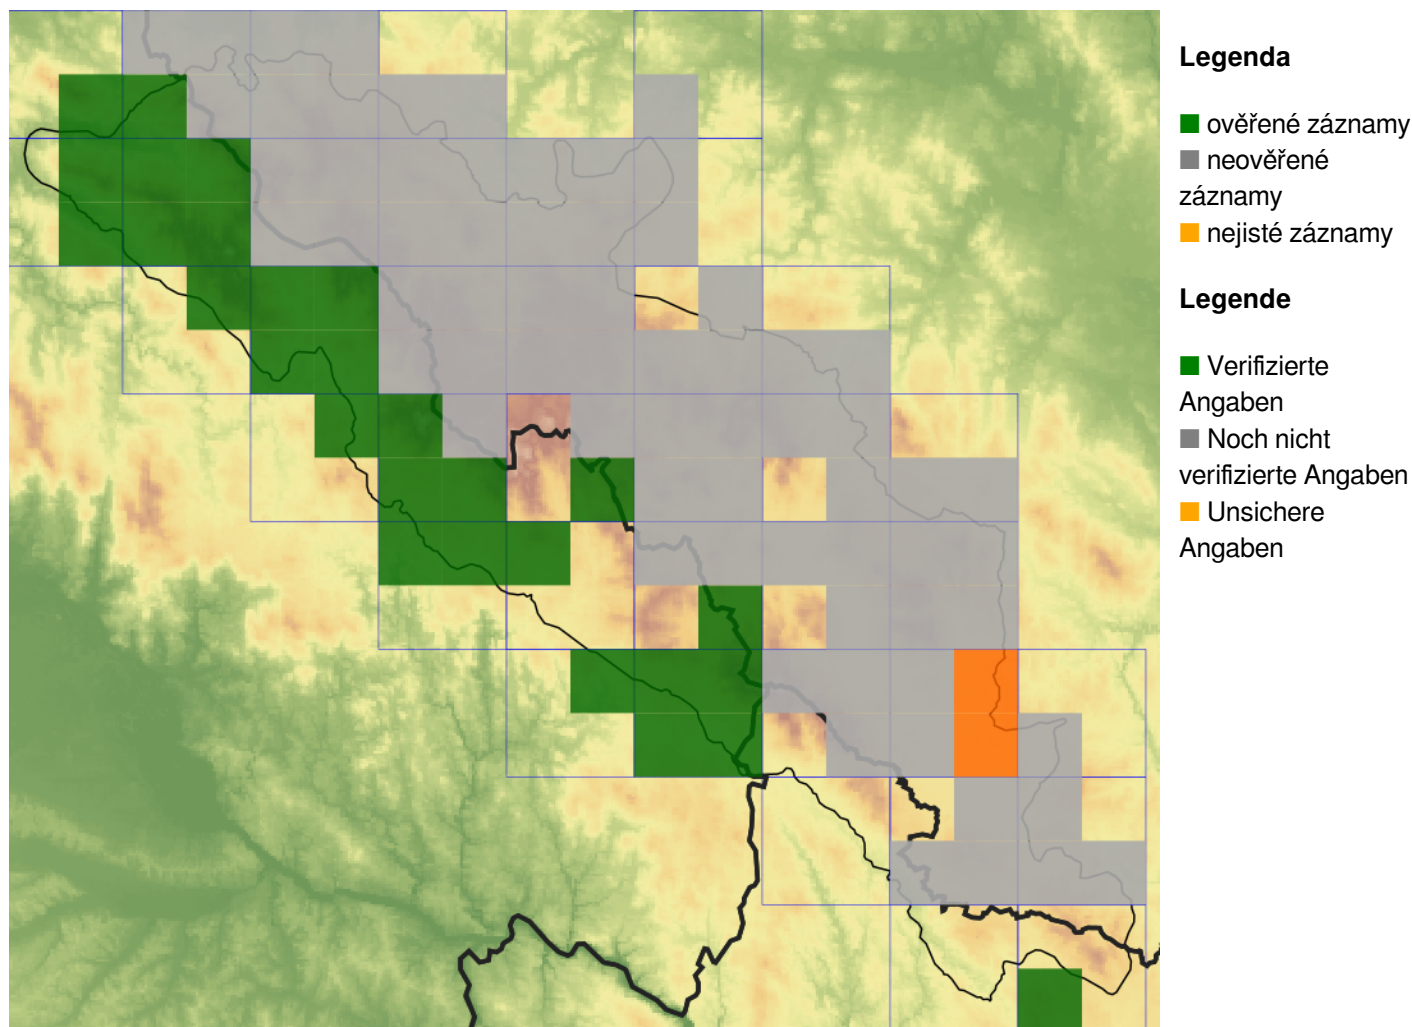 Legenda
ověřené záznamy
neověřené
záznamy
nejisté záznamy
Legende
Verifizierte
Angaben
Noch nicht
verifizierte Angaben
Unsichere
Angaben